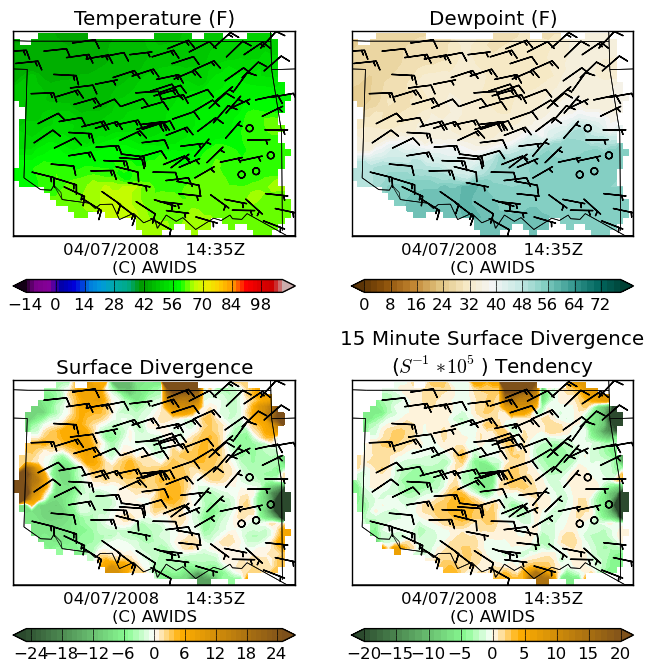 Temperature (F)
Dewpoint (F)
04/07/2008 14:35Z
(C) AWIDS
−14 0 14 28 42 56 70 84 98
04/07/2008 14:35Z
(C) AWIDS
0 8 16 24 32 40 48 56 64 72
Surface Divergence
15 Minute Surface Divergence
(S⁻¹ *10⁵ ) Tendency
04/07/2008 14:35Z
(C) AWIDS
−24 −18 −12 −6 0 6 12 18 24
04/07/2008 14:35Z
(C) AWIDS
−20 −15 −10 −5 0 5 10 15 20